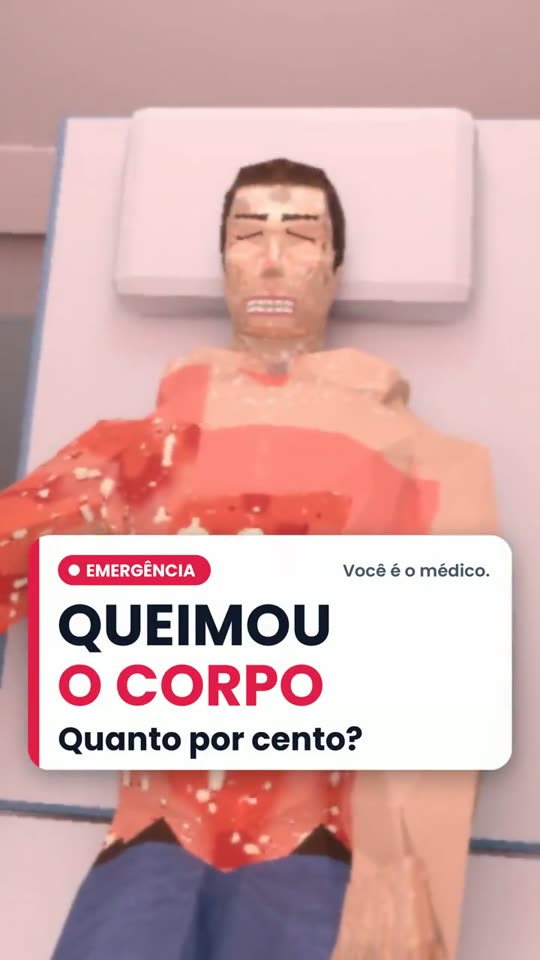 EMERGÊNCIA
Você é o médico.
QUEIMOU
O CORPO
Quanto por cento?